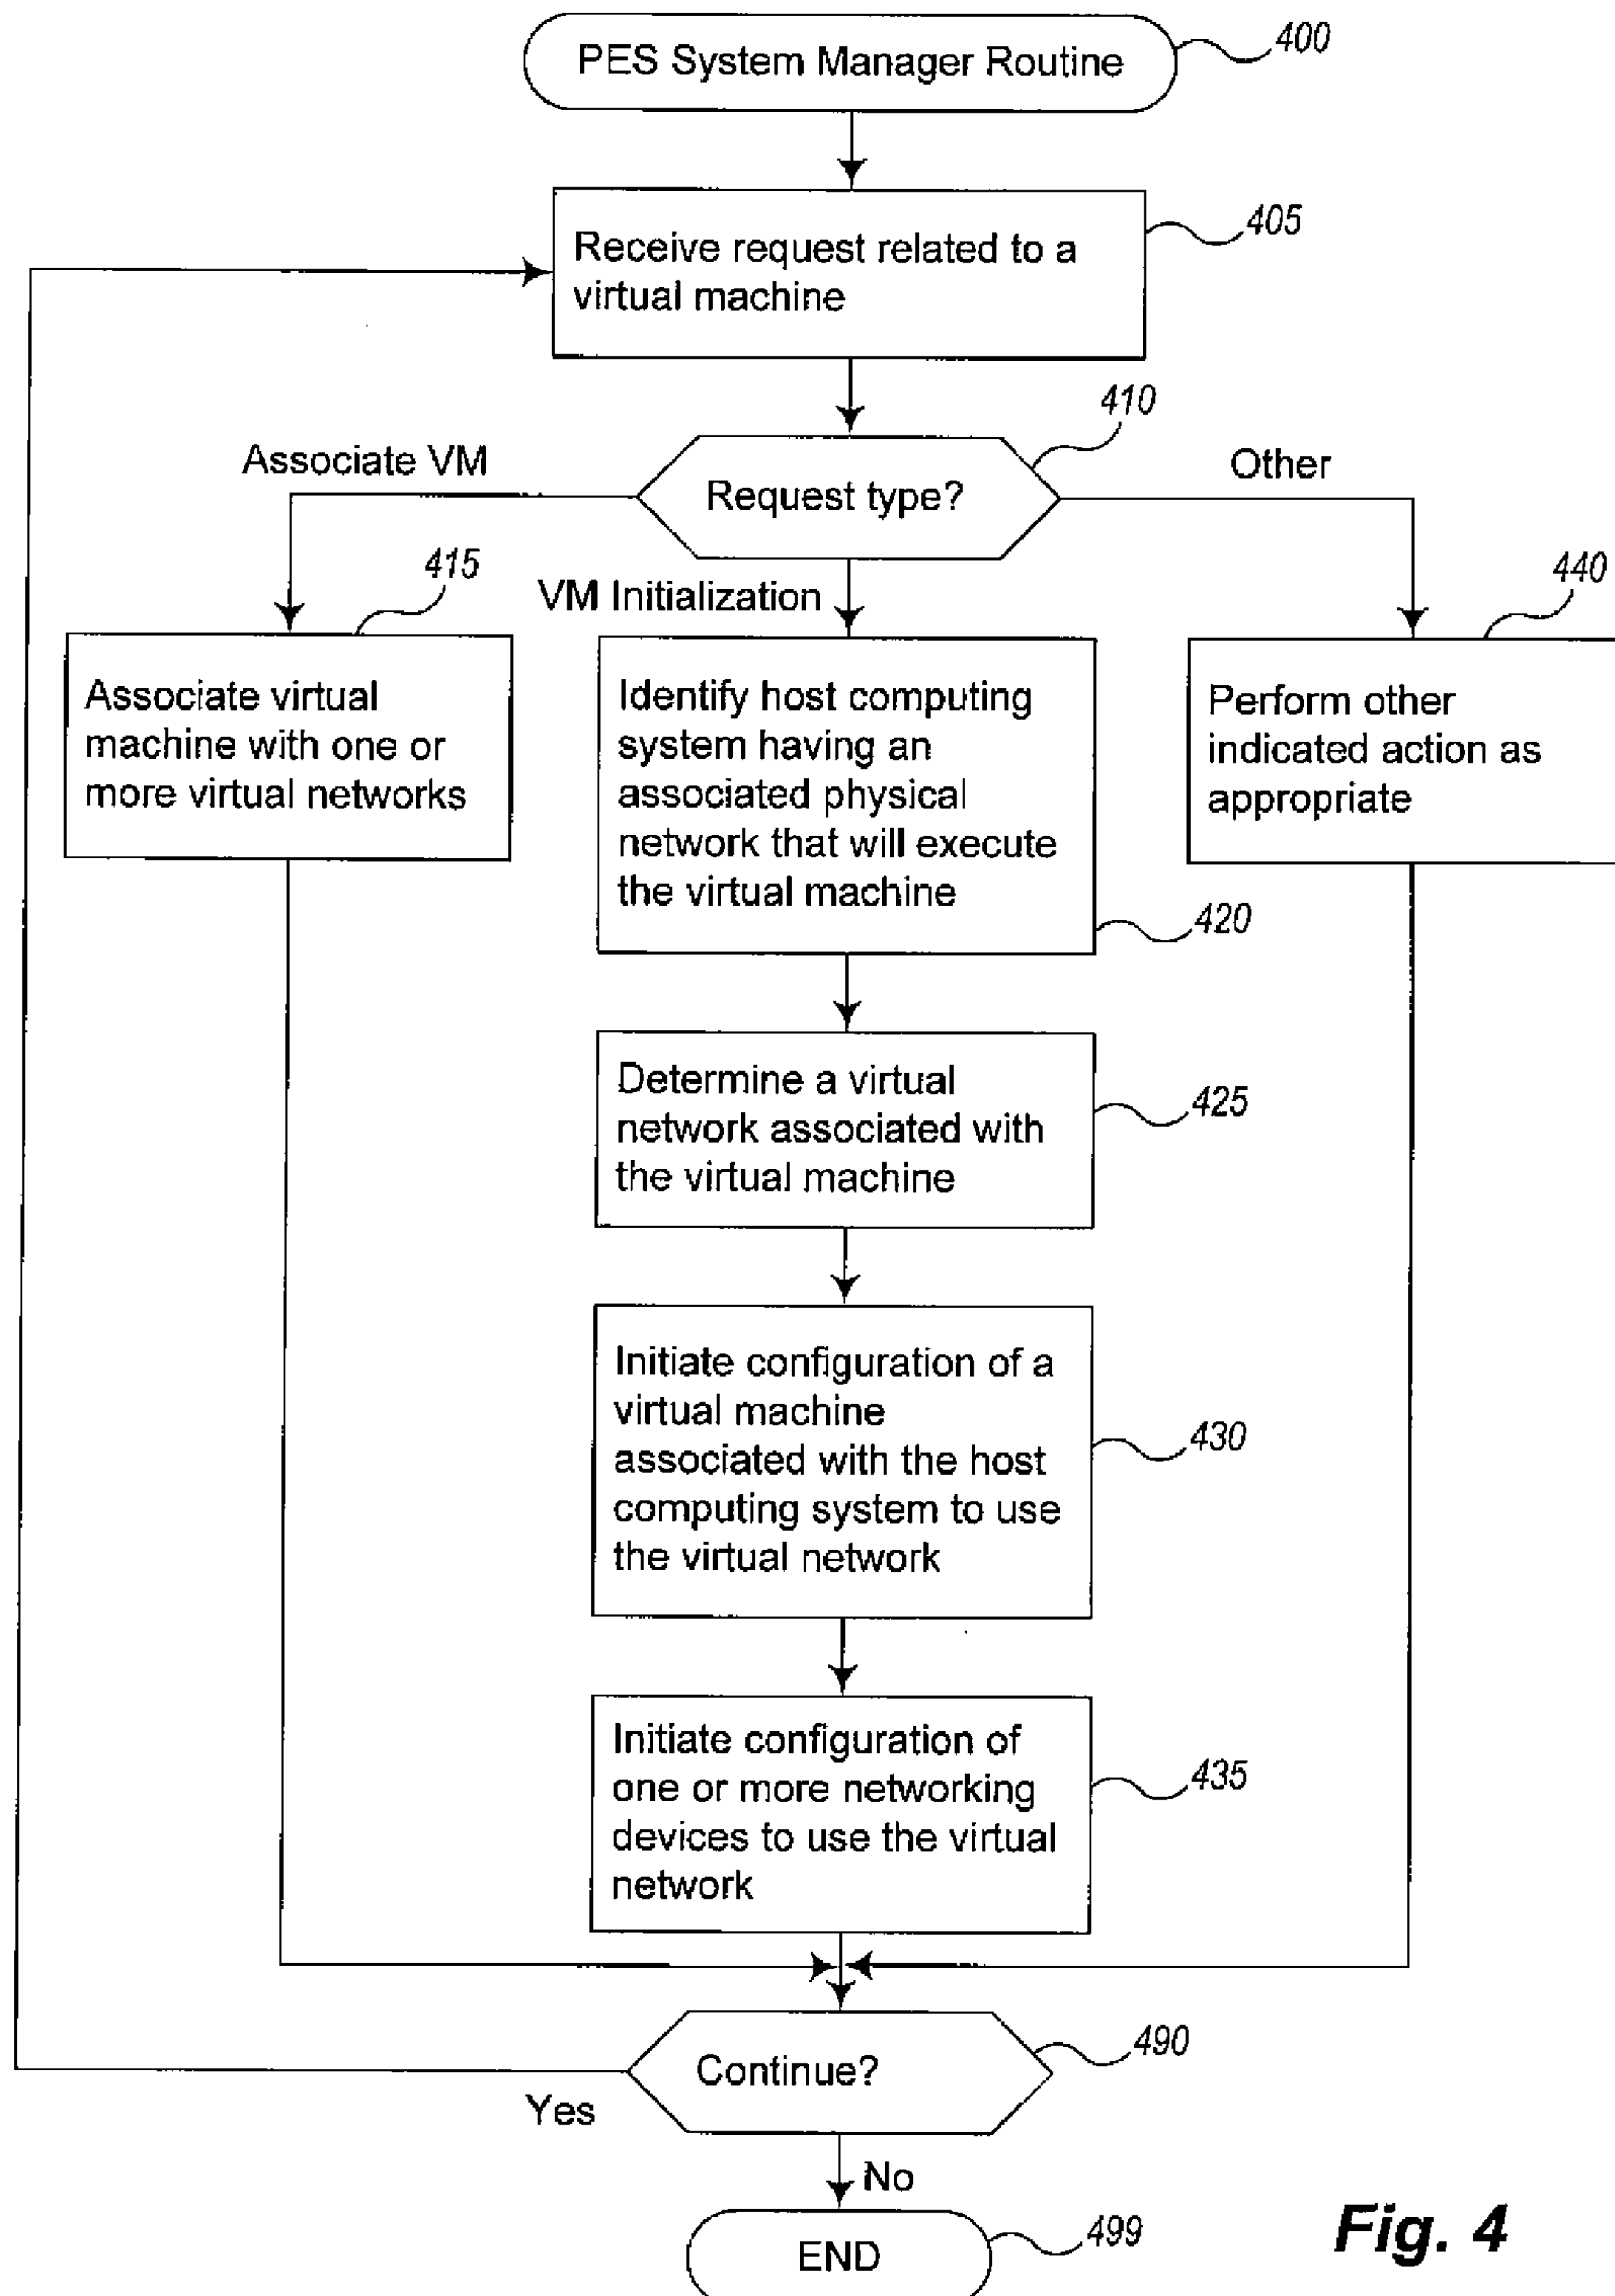 PES System Manager Routine
400
Receive request related to a
virtual machine
405
410
Associate VM
Request type?
Other
415
VM Initialization
440
Associate virtual
machine with one or
more virtual networks
Identify host computing
system having an
associated physical
network that will execute
the virtual machine
Perform other
indicated action as
appropriate
420
Determine a virtual
network associated with
the virtual machine
425
Initiate configuration of a
virtual machine
associated with the host
computing system to use
the virtual network
430
Initiate configuration of
one or more networking
devices to use the virtual
network
435
Continue?
490
Yes
No
END
499
Fig. 4